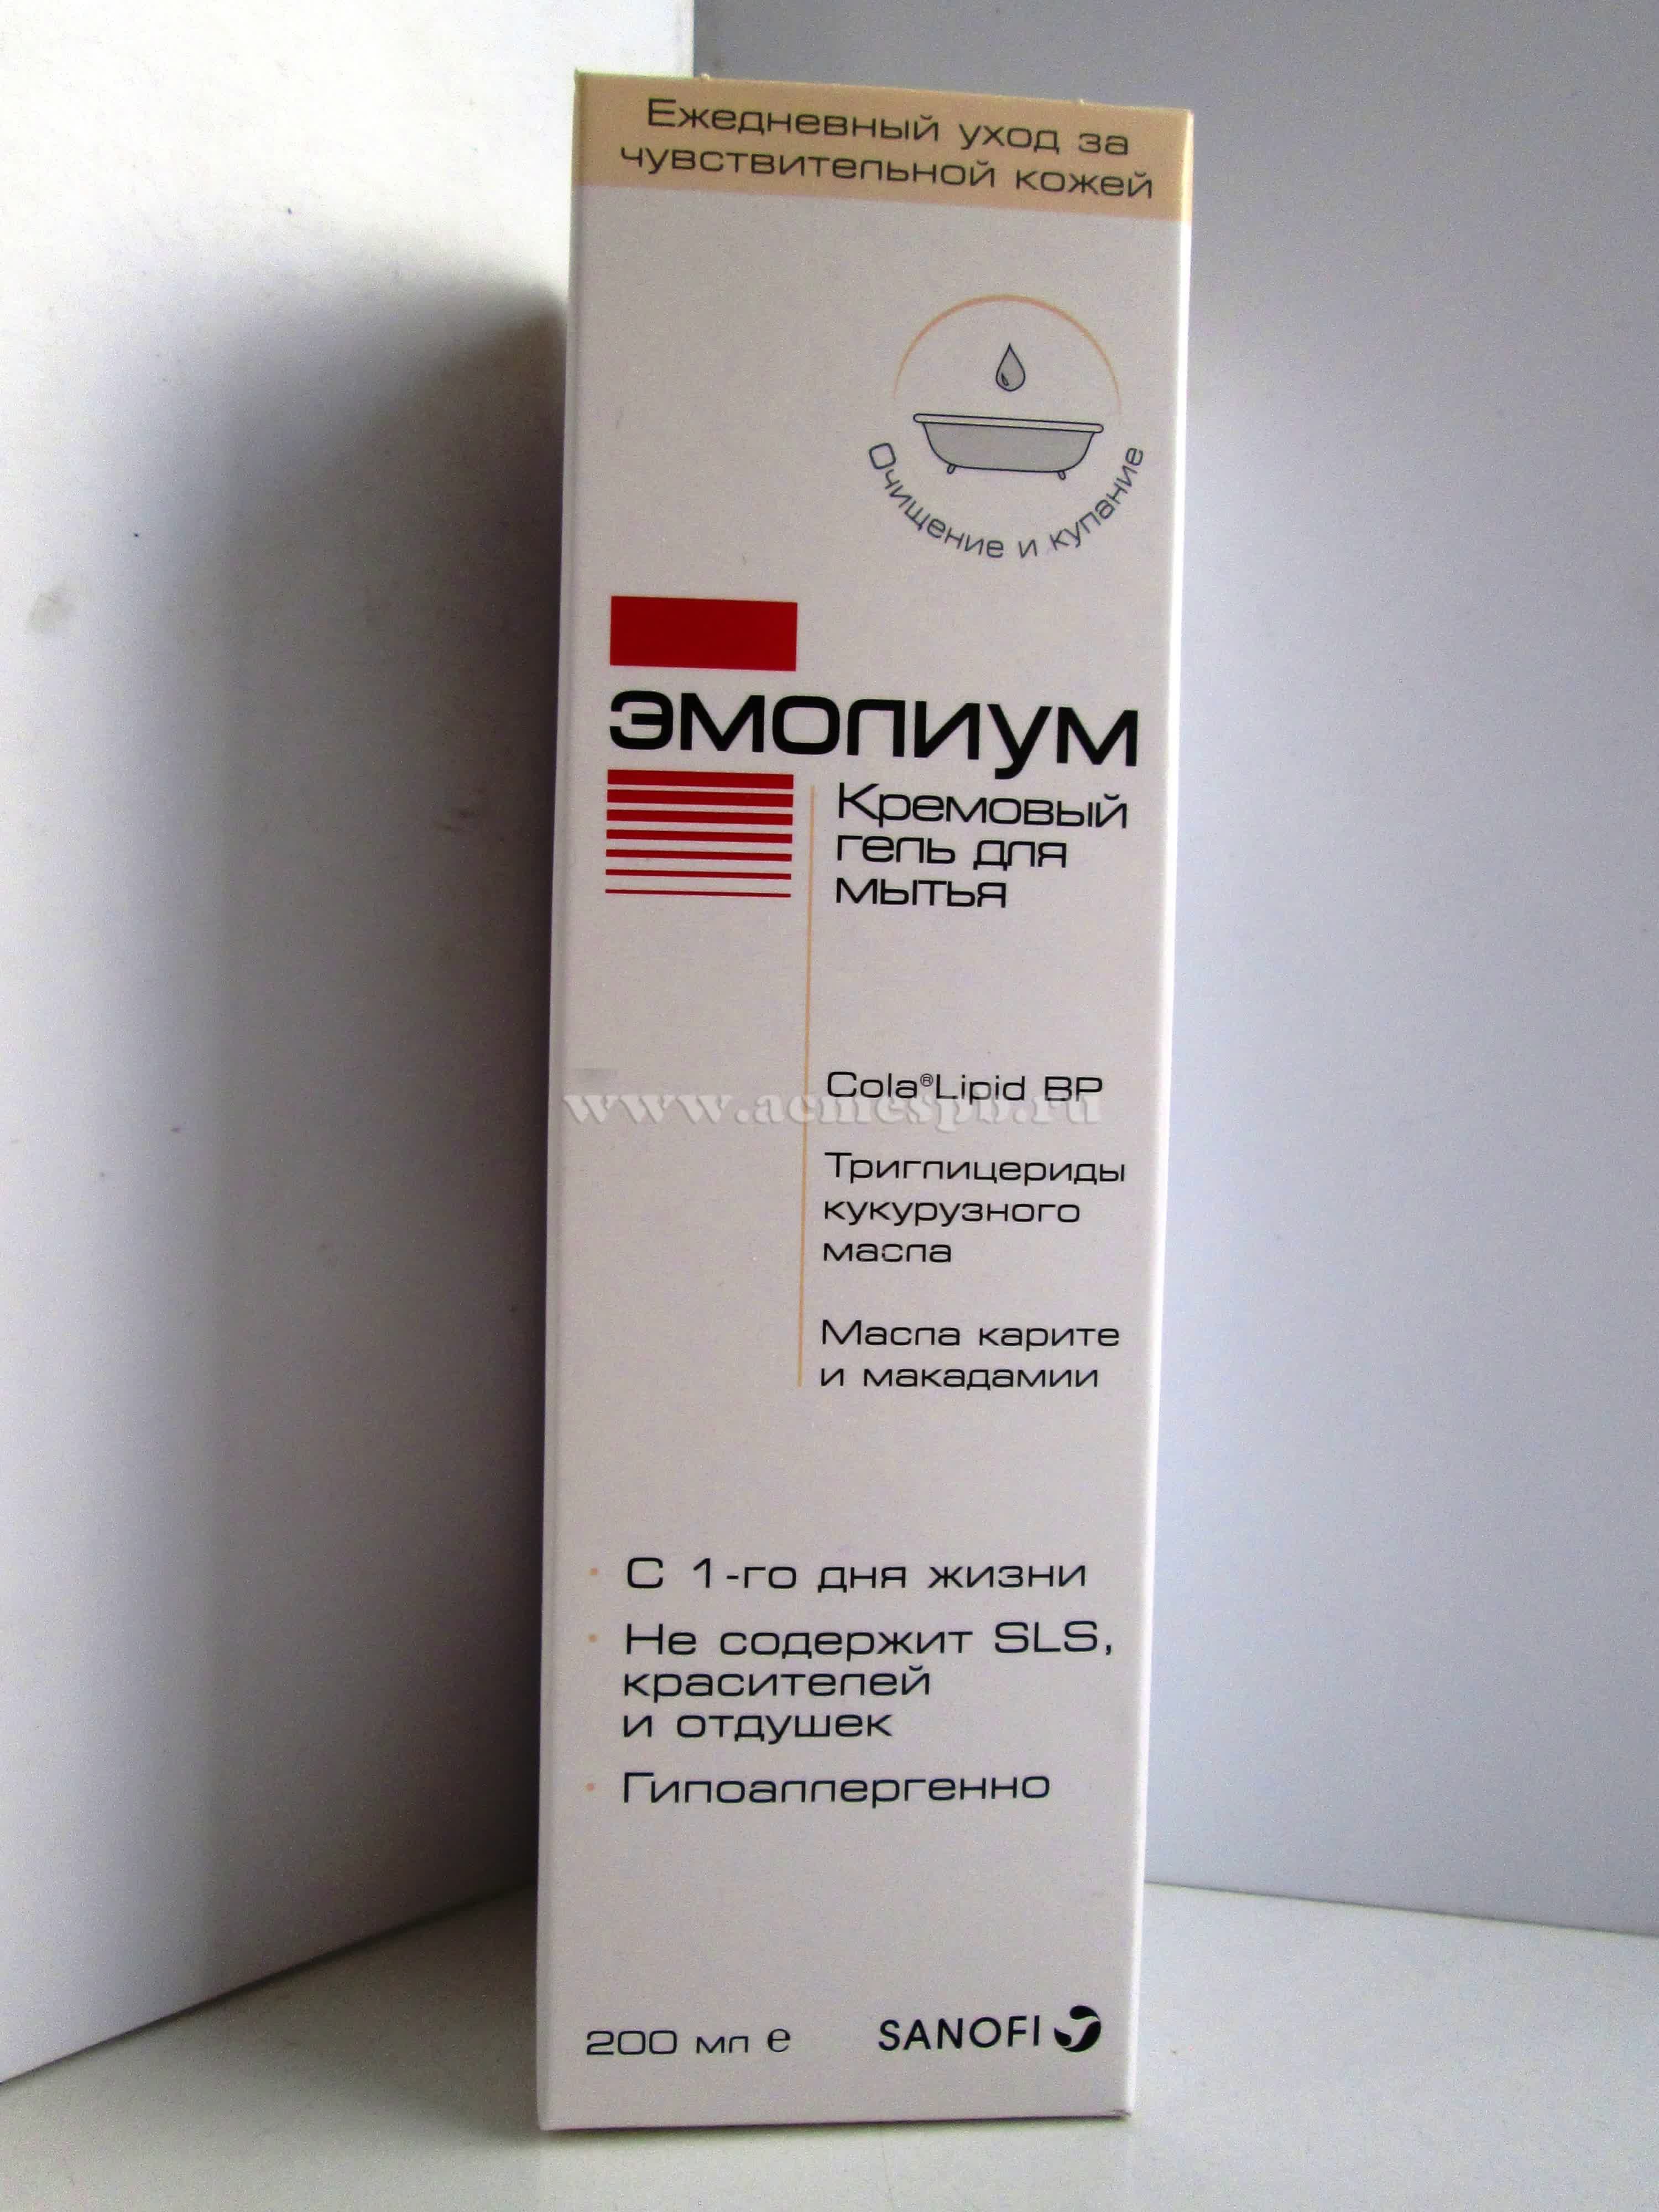 Ежедневный уход за
чувствительной кожей
Очищение и купание
эмолиум
Кремовый
гель для
мытья
Cola®Lipid BP
www.acmespb.ru
Триглицериды
кукурузного
масла
Масла карите
и макадамии
· С 1-го дня жизни
· Не содержит SLS,
красителей
и отдушек
· Гипоаллергенно
200 мл e
SANOFI